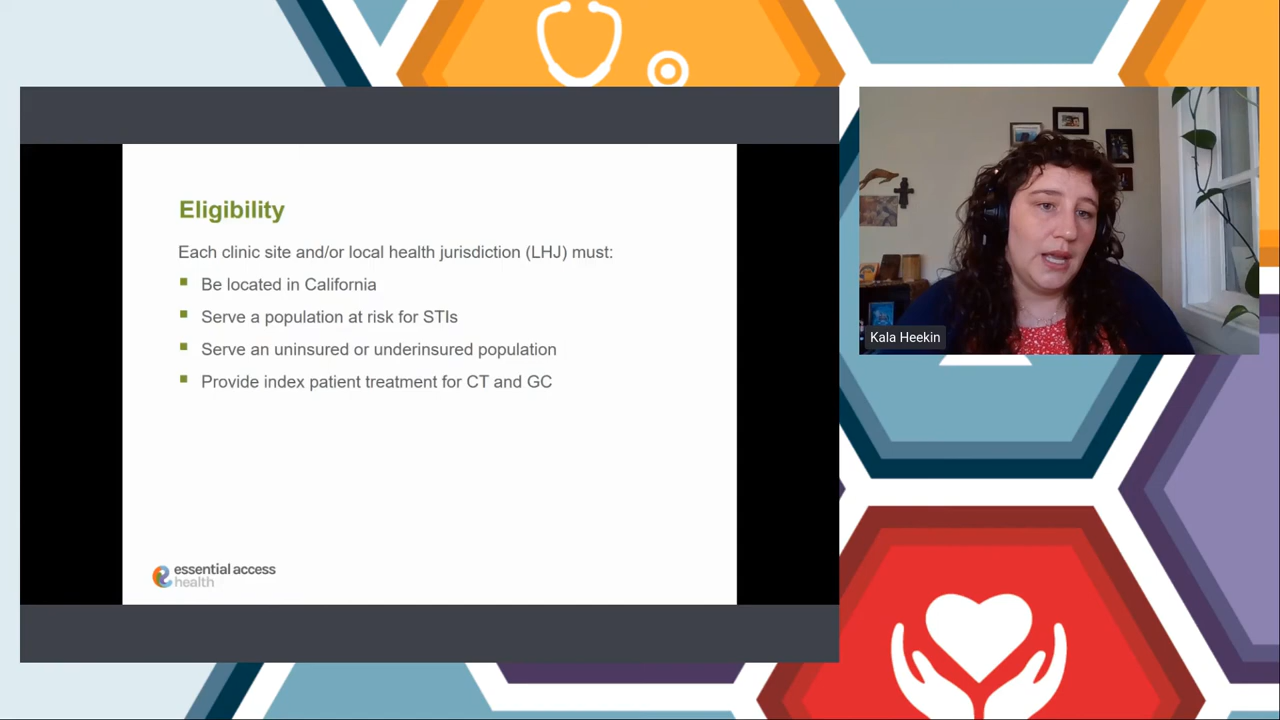 Eligibility
Each clinic site and/or local health jurisdiction (LHJ) must:
Be located in California
Serve a population at risk for STIs
Serve an uninsured or underinsured population
Provide index patient treatment for CT and GC
essential access
health
Kala Heekin